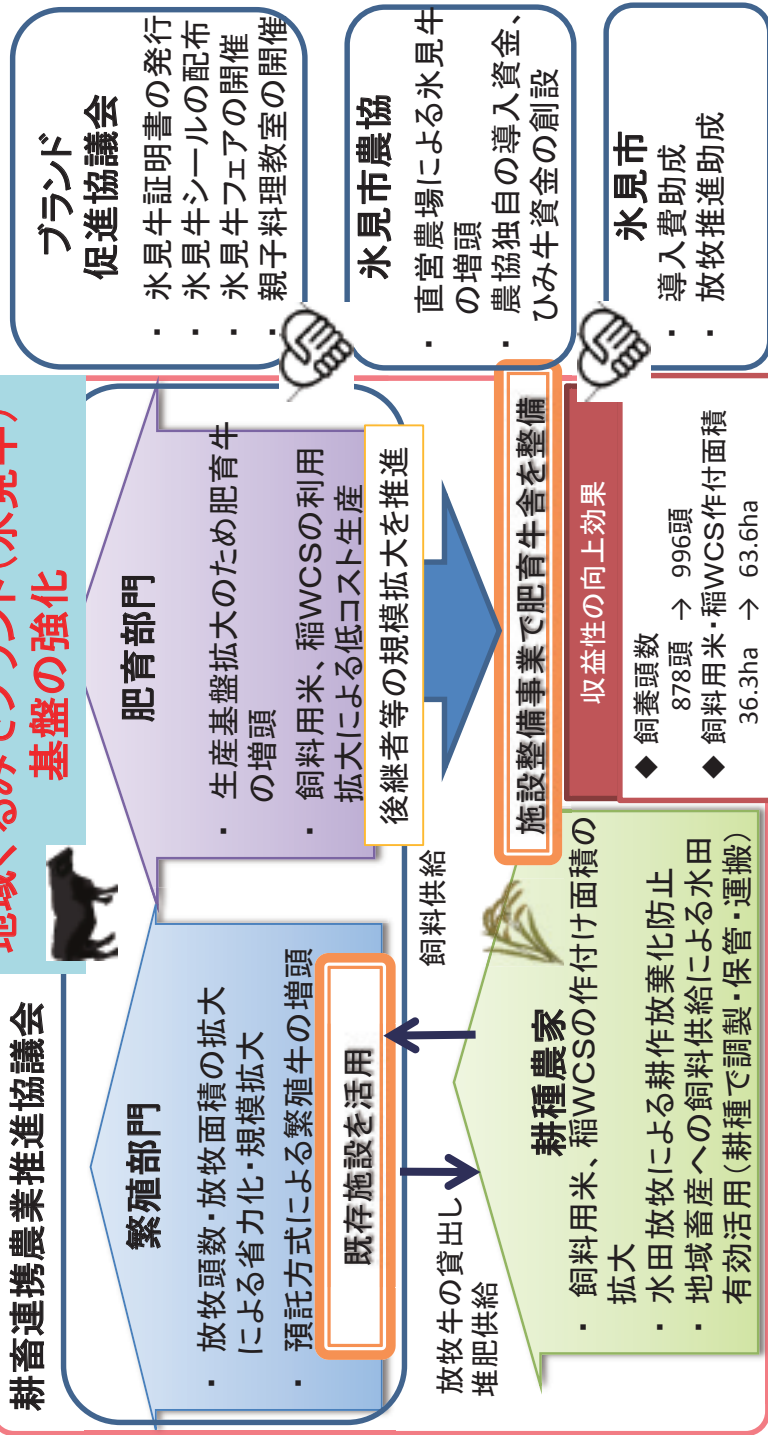 耕畜連携農業推進協議会
地域ぐるみでブランド(氷見牛)
基盤の強化
繁殖部門
・ 放牧頭数・放牧面積の拡大
による省力化・規模拡大
・ 預託方式による繁殖牛の増頭
既存施設を活用
肥育部門
・ 生産基盤拡大のため肥育牛
の増頭
・ 飼料用米、稲WCSの利用
拡大による低コスト生産
後継者等の規模拡大を推進
放牧牛の貸出し
堆肥供給
飼料供給
耕種農家
・ 飼料用米、稲WCSの作付け面積の
拡大
・ 水田放牧による耕作放棄化防止
・ 地域畜産への飼料供給による水田
有効活用(耕種で調製・保管・運搬)
施設整備事業で肥育牛舎を整備
収益性の向上効果
◆ 飼養頭数
878頭 → 996頭
◆ 飼料用米・稲WCS作付面積
36.3ha → 63.6ha
ブランド
促進協議会
・ 氷見牛証明書の発行
・ 氷見牛シールの配布
・ 氷見牛フェアの開催
・ 親子料理教室の開催
氷見市農協
・ 直営農場による氷見牛
の増頭
・ 農協独自の導入資金、
ひみ牛資金の創設
氷見市
・ 導入費助成
・ 放牧推進助成